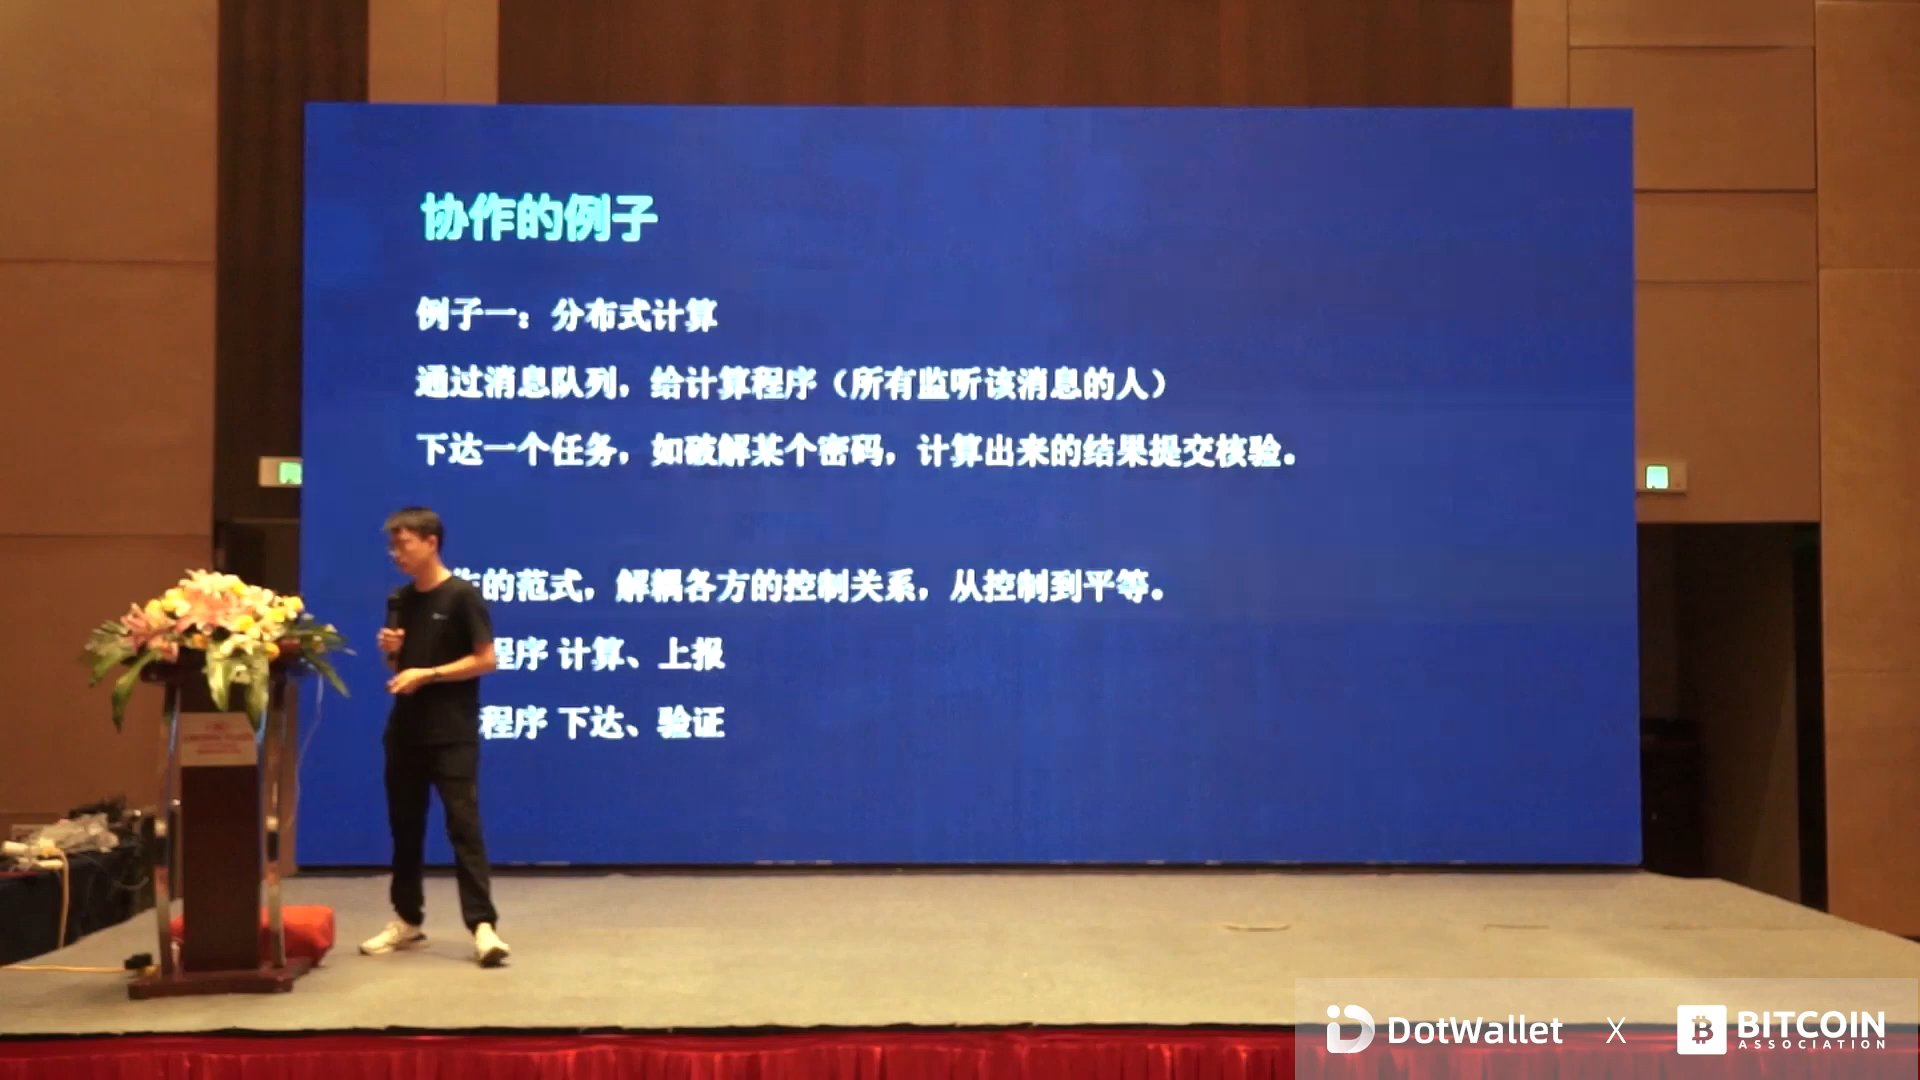 协作的例子
例子一：分布式计算
通过消息队列，给计算程序（所有监听该消息的人）
下达一个任务，如破解某个密码，计算出来的结果提交核验。
作的范式，解耦各方的控制关系，从控制到平等。
程序 计算、上报
程序 下达、验证
DotWallet X BITCOIN
ASSOCIATION